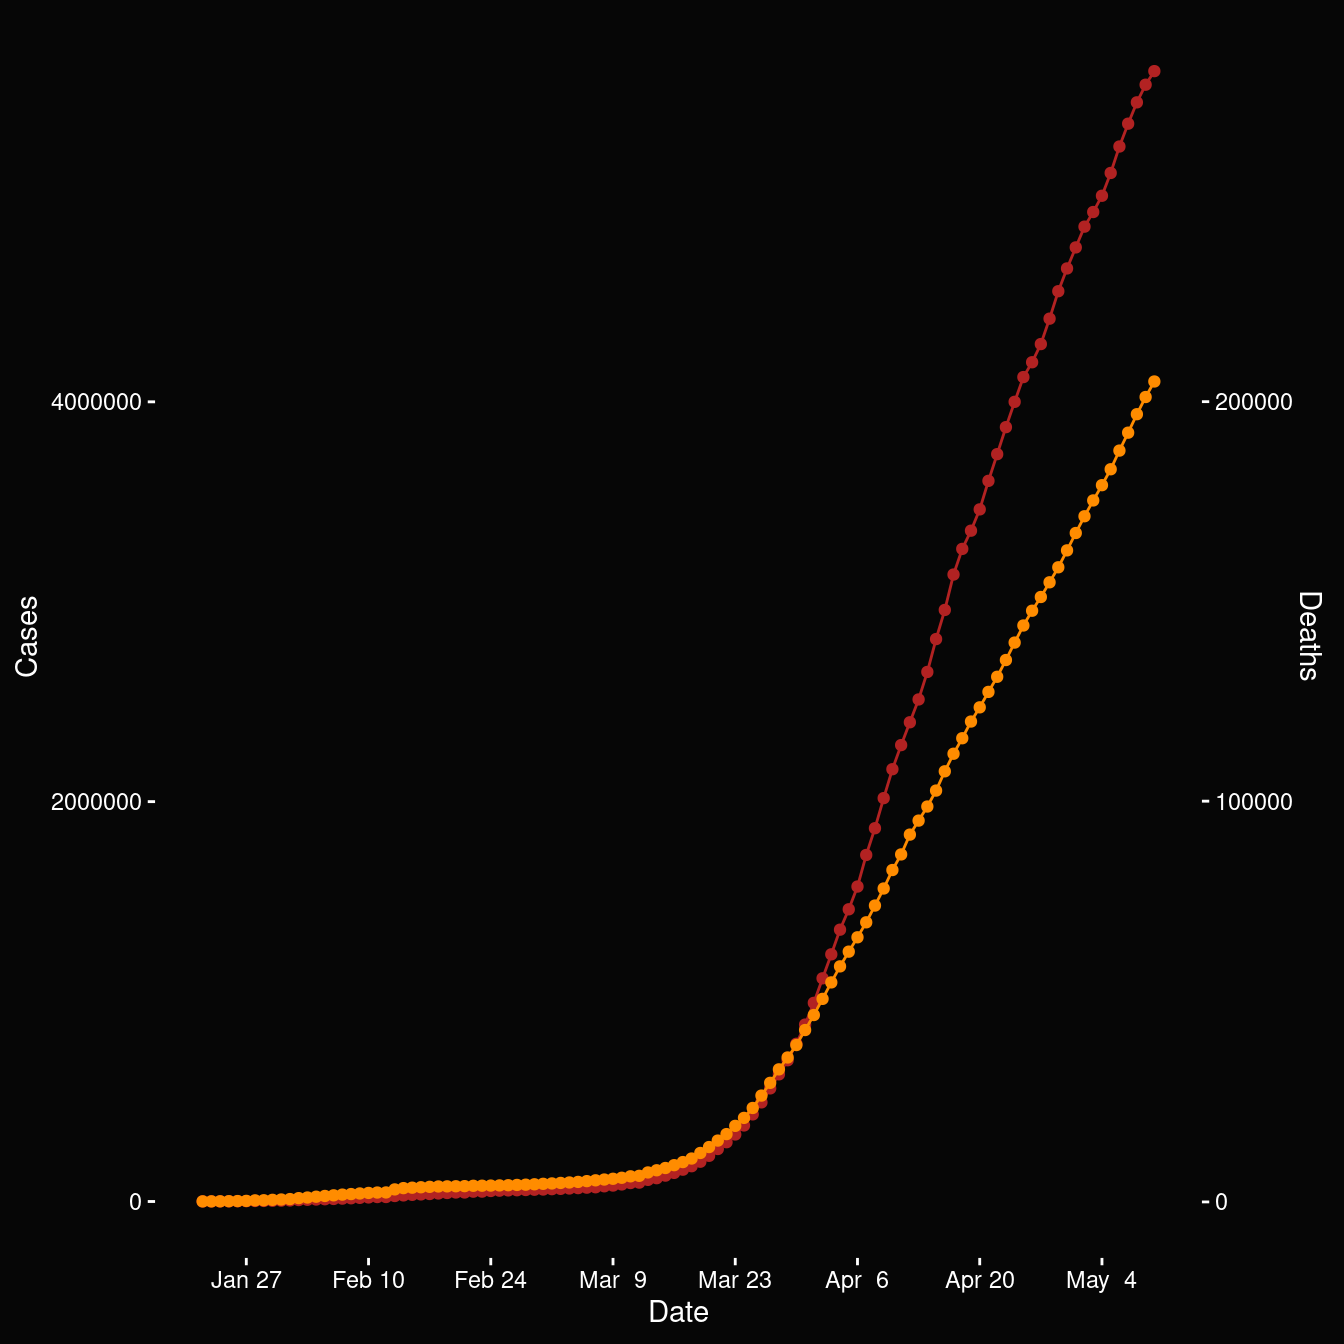 4000000
200000
Cases
Deaths
2000000
100000
0
0
Jan 27
Feb 10
Feb 24
Mar  9
Mar 23
Apr  6
Apr 20
May  4
Date